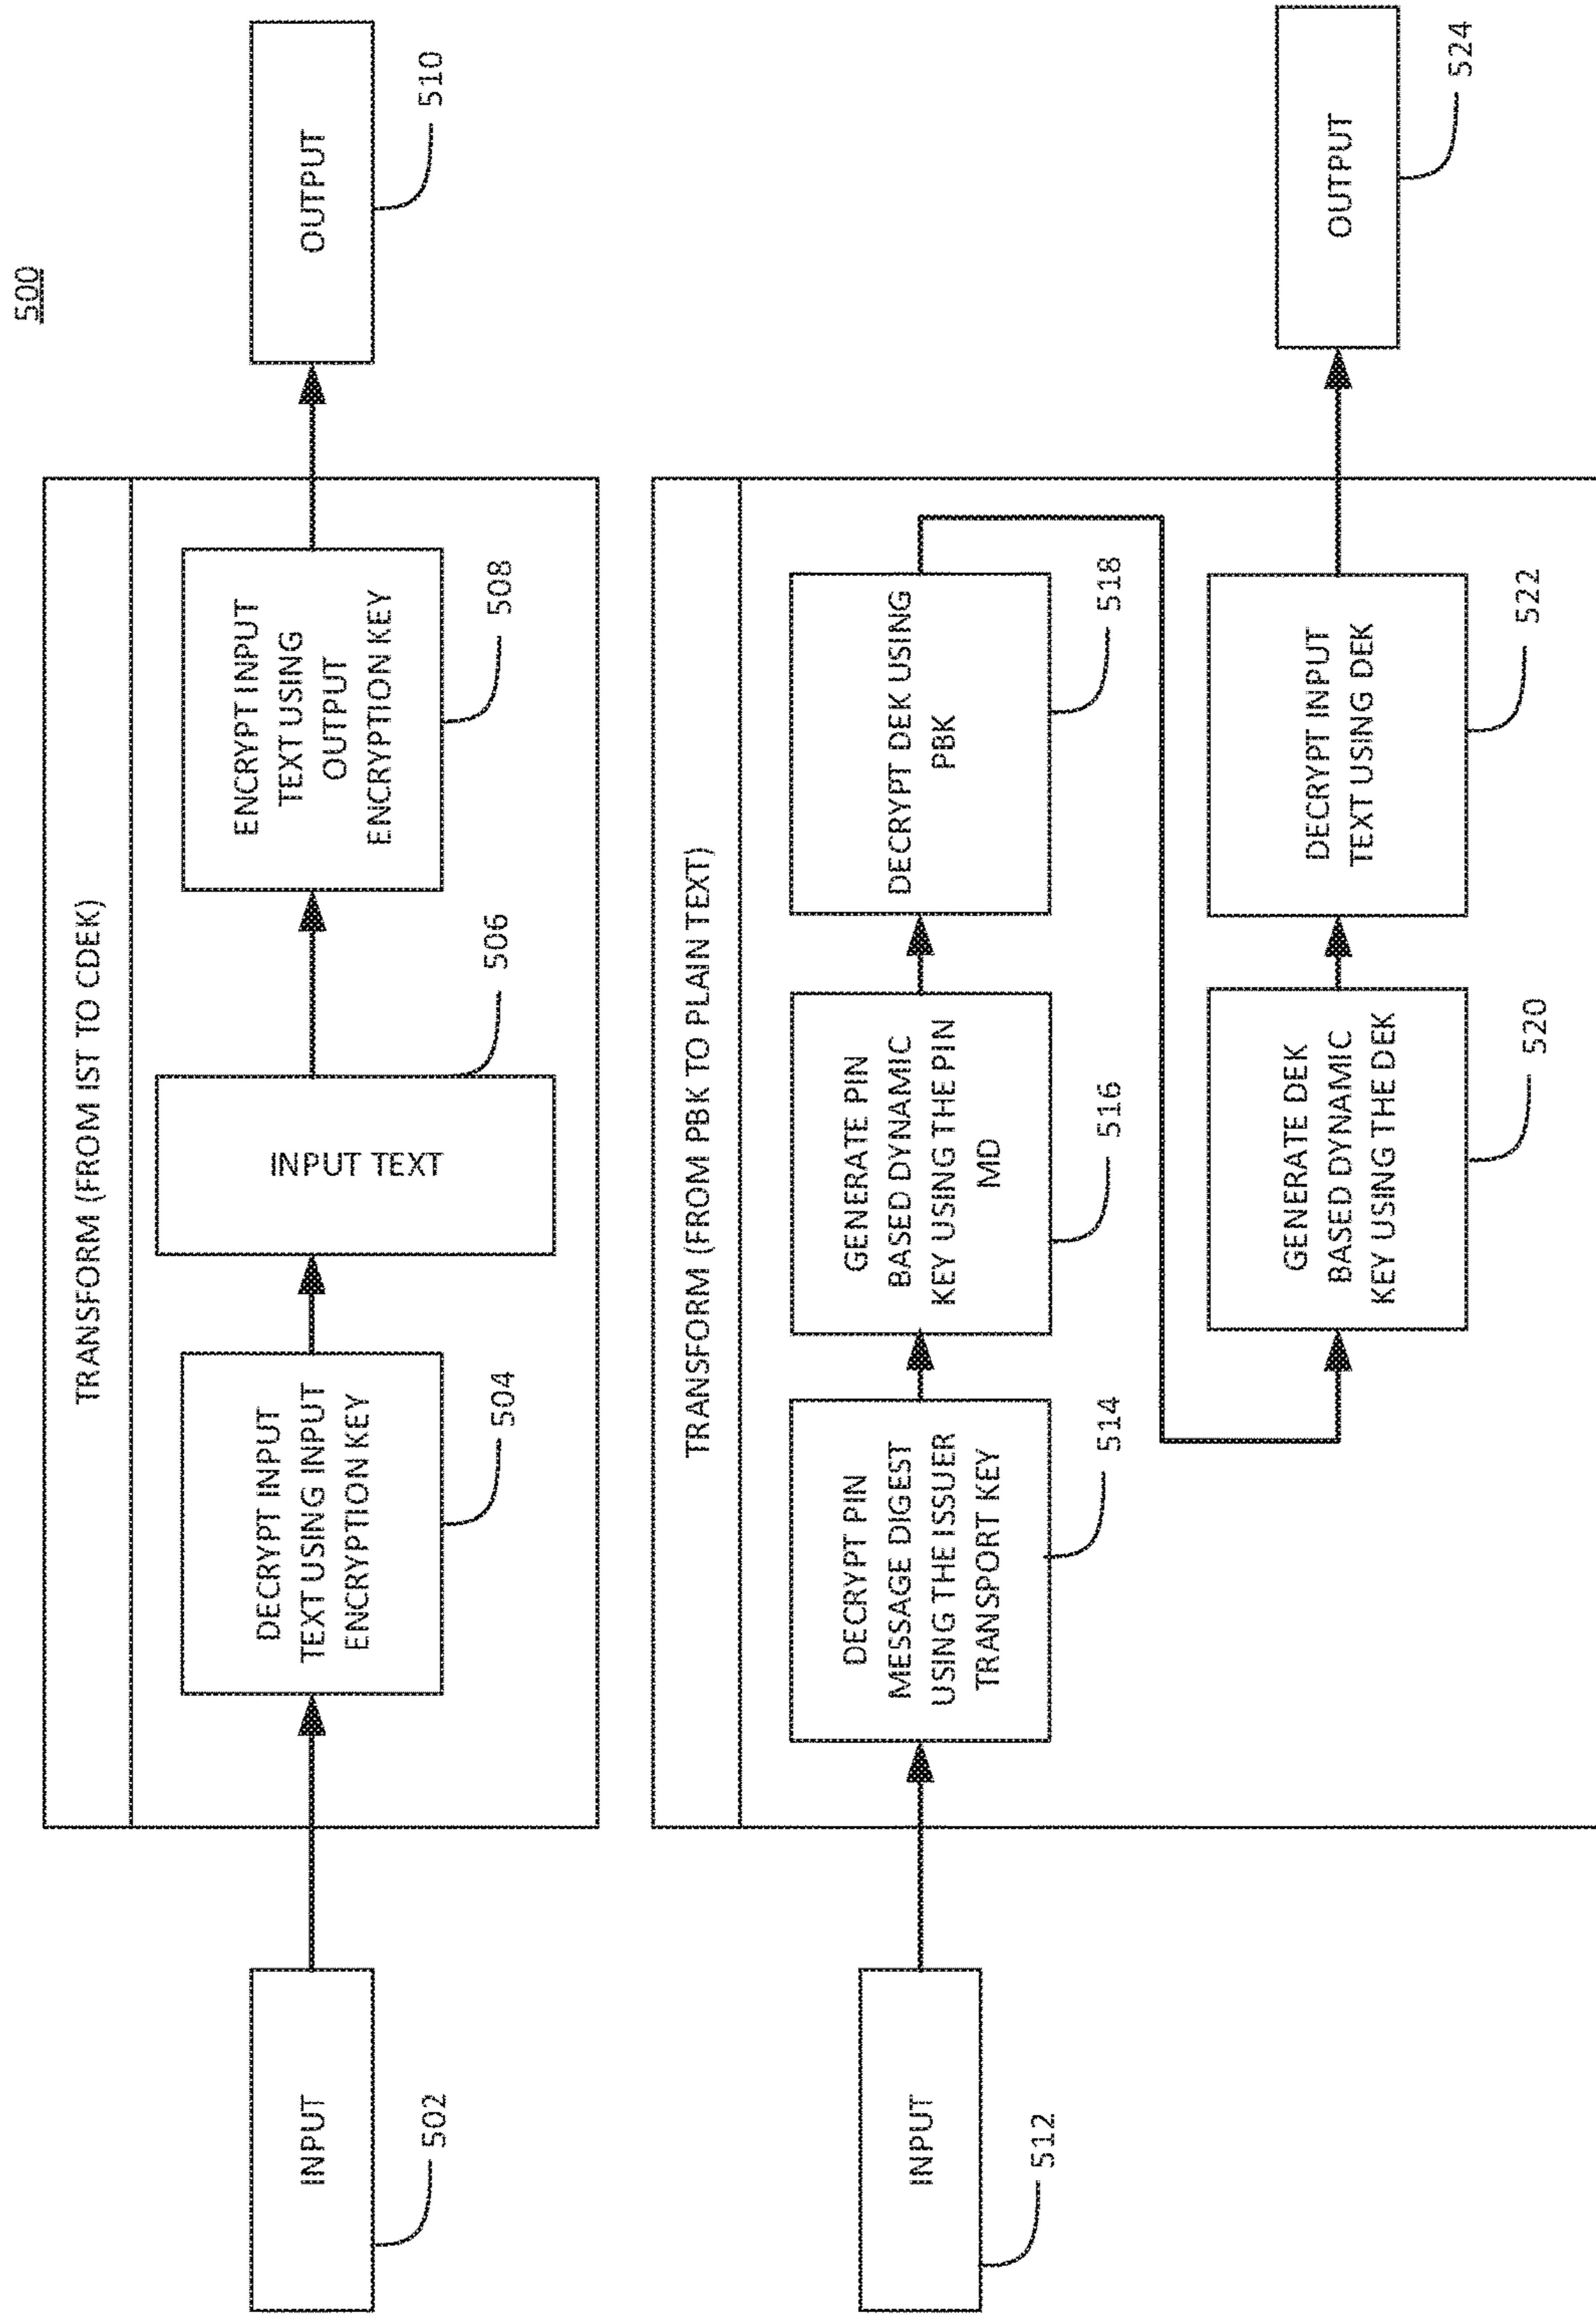 500
TRANSFORM (FROM IST TO CDEK)
INPUT
502
DECRYPT INPUT
TEXT USING INPUT
ENCRYPTION KEY
504
INPUT TEXT
506
ENCRYPT INPUT
TEXT USING
OUTPUT
ENCRYPTION KEY
508
OUTPUT
510
TRANSFORM (FROM PBK TO PLAIN TEXT)
INPUT
512
DECRYPT PIN
MESSAGE DIGEST
USING THE ISSUER
TRANSPORT KEY
514
GENERATE PIN
BASED DYNAMIC
KEY USING THE PIN
MD
516
DECRYPT DEK USING
PBK
518
GENERATE DEK
BASED DYNAMIC
KEY USING THE DEK
520
DECRYPT INPUT
TEXT USING DEK
522
OUTPUT
524